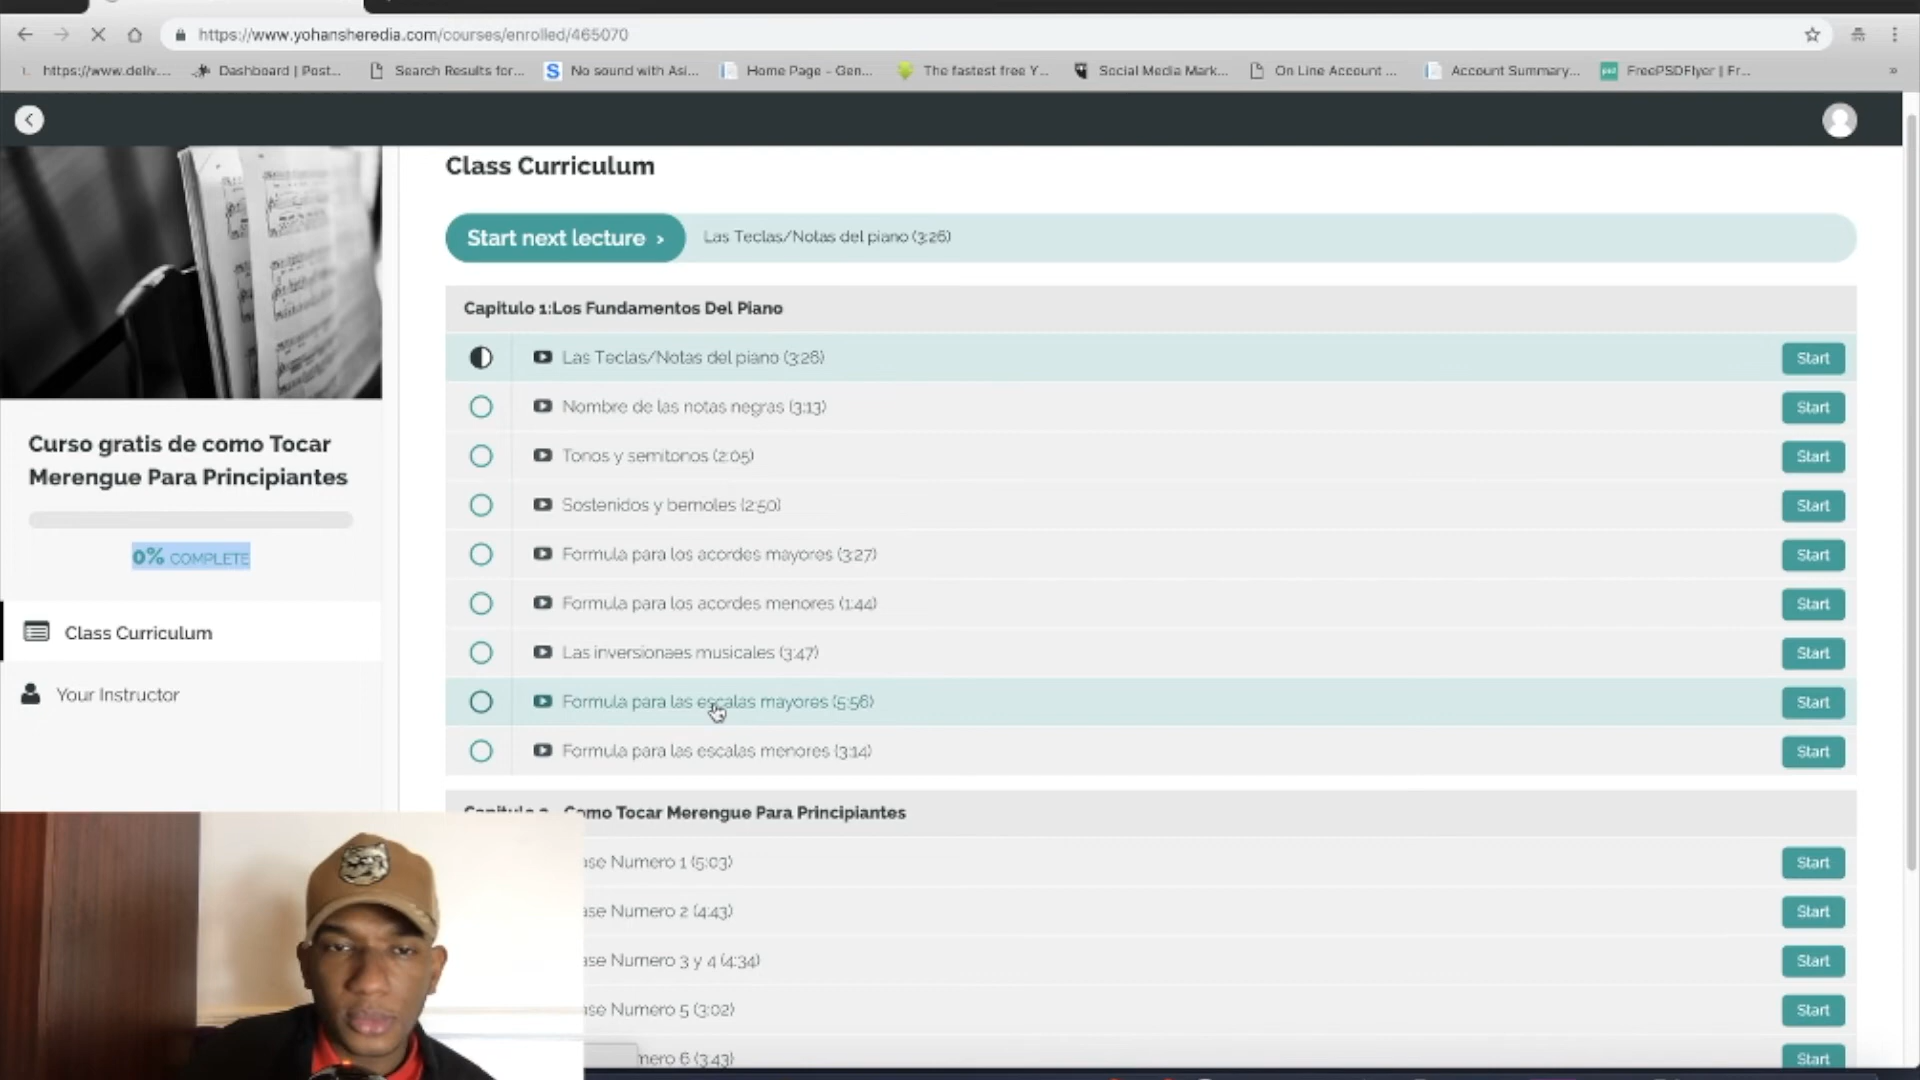 https://www.yohansheredia.com/courses/enrolled/465070
https://www.deliv...
Dashboard | Post...
Search Results for...
No sound with Asi...
Home Page - Gen...
The fastest free Y...
Social Media Mark...
On Line Account ...
Account Summary...
FreePSDFlyer | Fr...
»
Class Curriculum
Start next lecture ›
Las Teclas/Notas del piano (3:26)
Capitulo 1:Los Fundamentos Del Piano
Las Teclas/Notas del piano (3:26) Start
Nombre de las notas negras (3:13) Start
Tonos y semitonos (2:05) Start
Sostenidos y bemoles (2:50) Start
Formula para los acordes mayores (3:27) Start
Formula para los acordes menores (1:44) Start
Las inversionaes musicales (3:47) Start
Formula para las escalas mayores (5:56) Start
Formula para las escalas menores (3:14) Start
Como Tocar Merengue Para Principiantes
ase Numero 1 (5:03) Start
ase Numero 2 (4:43) Start
ase Numero 3 y 4 (4:34) Start
ase Numero 5 (3:02) Start
mero 6 (3:43) Start
Curso gratis de como Tocar
Merengue Para Principiantes
0% COMPLETE
Class Curriculum
Your Instructor